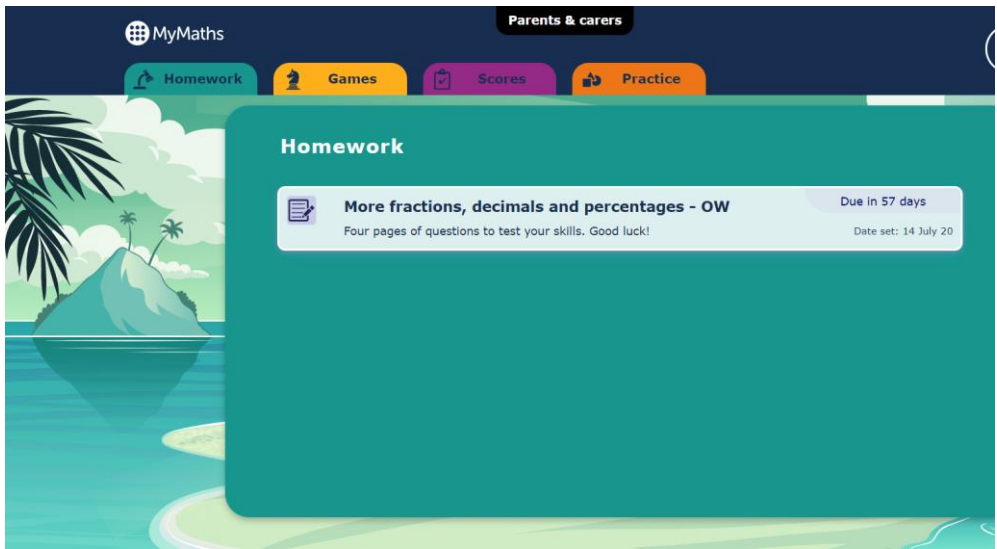 Parents & carers
MyMaths
Homework
Games
Scores
Practice
Homework
More fractions, decimals and percentages - OW
Due in 57 days
Four pages of questions to test your skills. Good luck!
Date set: 14 July 20